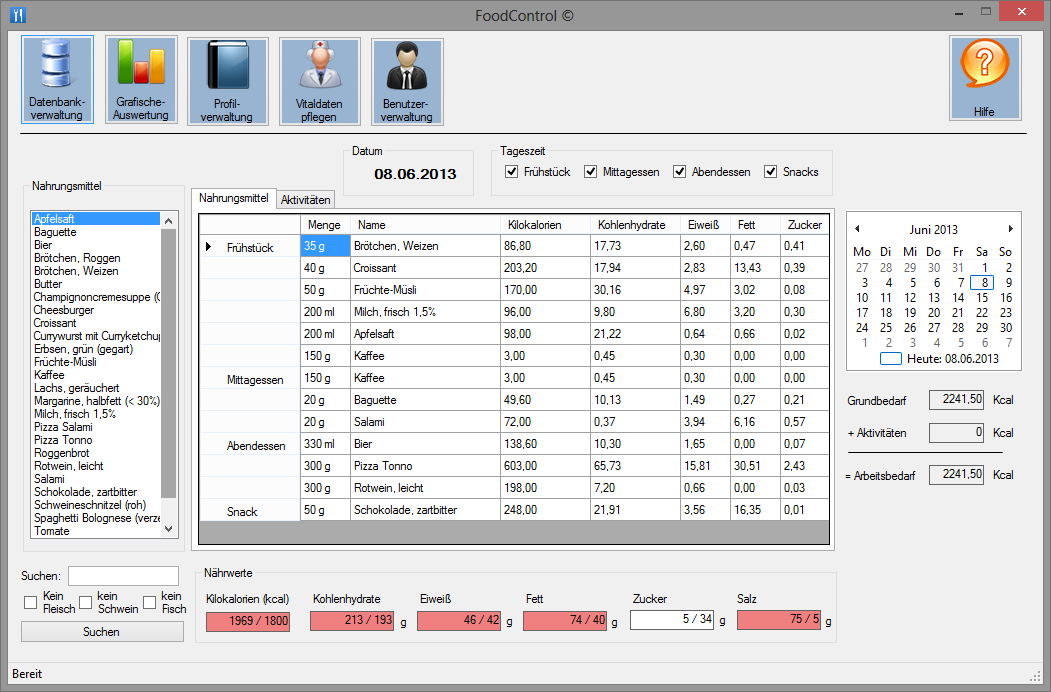 FoodControl ©
Datenbank-
verwaltung
Grafische-
Auswertung
Profil-
verwaltung
Vitaldaten
pflegen
Benutzer-
verwaltung
Hilfe
Datum
08.06.2013
Tageszeit
Frühstück Mittagessen Abendessen Snacks
Nahrungsmittel
Apfelsaft
Baguette
Bier
Brötchen, Roggen
Brötchen, Weizen
Butter
Champignoncremesuppe (
Cheesburger
Croissant
Currywurst mit Curryketchup
Erbsen, grün (gegart)
Früchte-Müsli
Kaffee
Lachs, geräuchert
Margarine, halbfett (< 30%)
Milch, frisch 1,5%
Pizza Salami
Pizza Tonno
Roggenbrot
Rotwein, leicht
Salami
Schokolade, zartbitter
Schweineschnitzel (roh)
Spaghetti Bolognese (verze
Tomate
Suchen:
Kein Fleisch
kein Schwein
kein Fisch
Suchen
Nahrungsmittel Aktivitäten
Menge Name Kilokalorien Kohlenhydrate Eiweiß Fett Zucker
Frühstück 35 g Brötchen, Weizen 86,80 17,73 2,60 0,47 0,41
40 g Croissant 203,20 17,94 2,83 13,43 0,39
50 g Früchte-Müsli 170,00 30,16 4,97 3,02 0,08
200 ml Milch, frisch 1,5% 96,00 9,80 6,80 3,20 0,30
200 ml Apfelsaft 98,00 21,22 0,64 0,66 0,02
150 g Kaffee 3,00 0,45 0,30 0,00 0,00
Mittagessen 150 g Kaffee 3,00 0,45 0,30 0,00 0,00
20 g Baguette 49,60 10,13 1,49 0,27 0,21
20 g Salami 72,00 0,37 3,94 6,16 0,57
Abendessen 330 ml Bier 138,60 10,30 1,65 0,00 0,07
300 g Pizza Tonno 603,00 65,73 15,81 30,51 2,43
300 g Rotwein, leicht 198,00 7,20 0,66 0,00 0,03
Snack 50 g Schokolade, zartbitter 248,00 21,91 3,56 16,35 0,01
Juni 2013
Mo Di Mi Do Fr Sa So
27 28 29 30 31 1 2
3 4 5 6 7 8 9
10 11 12 13 14 15 16
17 18 19 20 21 22 23
24 25 26 27 28 29 30
1 2 3 4 5 6 7
Heute: 08.06.2013
Grundbedarf 2241,50 Kcal
+ Aktivitäten 0 Kcal
= Arbeitsbedarf 2241,50 Kcal
Nährwerte
Kilokalorien (kcal) Kohlenhydrate Eiweiß Fett Zucker Salz
1969 / 1800 213 / 193 g 46 / 42 g 74 / 40 g 5 / 34 g 75 / 5 g
Bereit